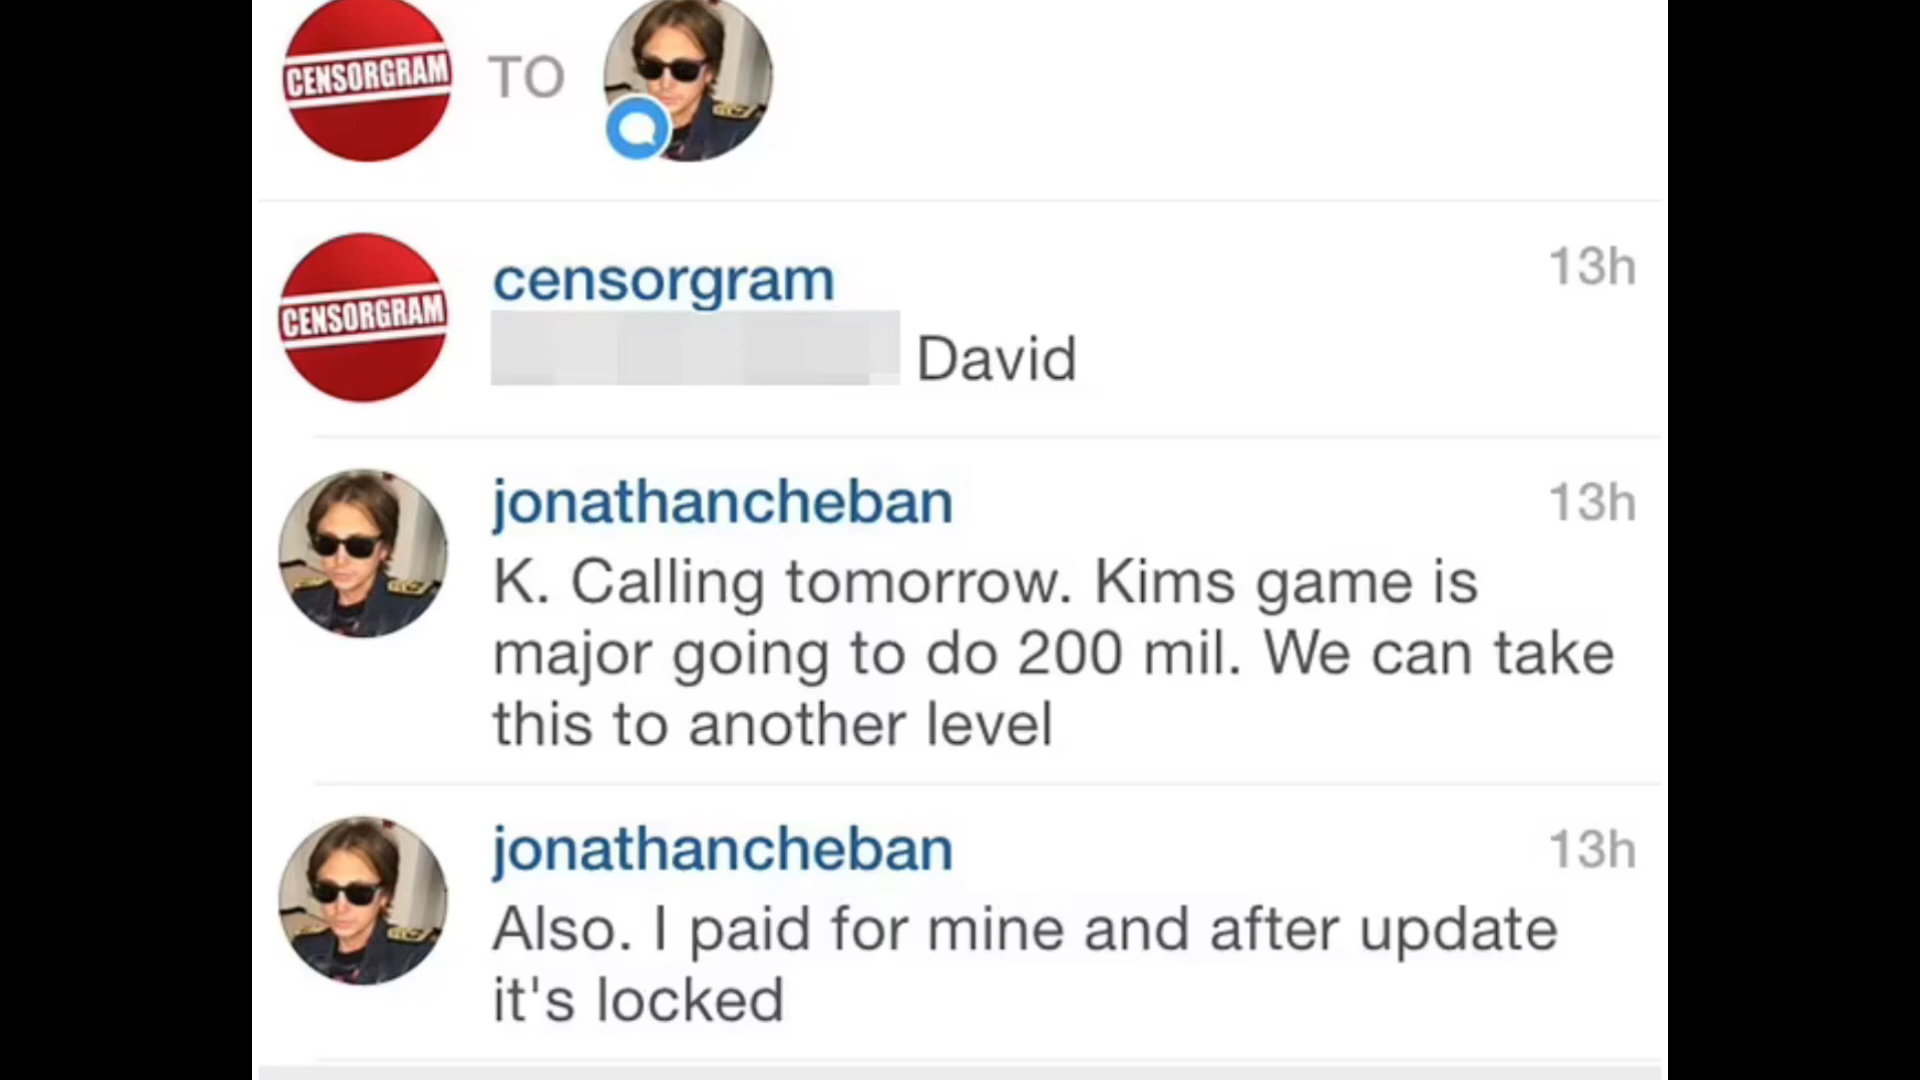 CENSORGRAM TO
CENSORGRAM
censorgram 13h
David
jonathancheban 13h
K. Calling tomorrow. Kims game is
major going to do 200 mil. We can take
this to another level
jonathancheban 13h
Also. I paid for mine and after update
it's locked